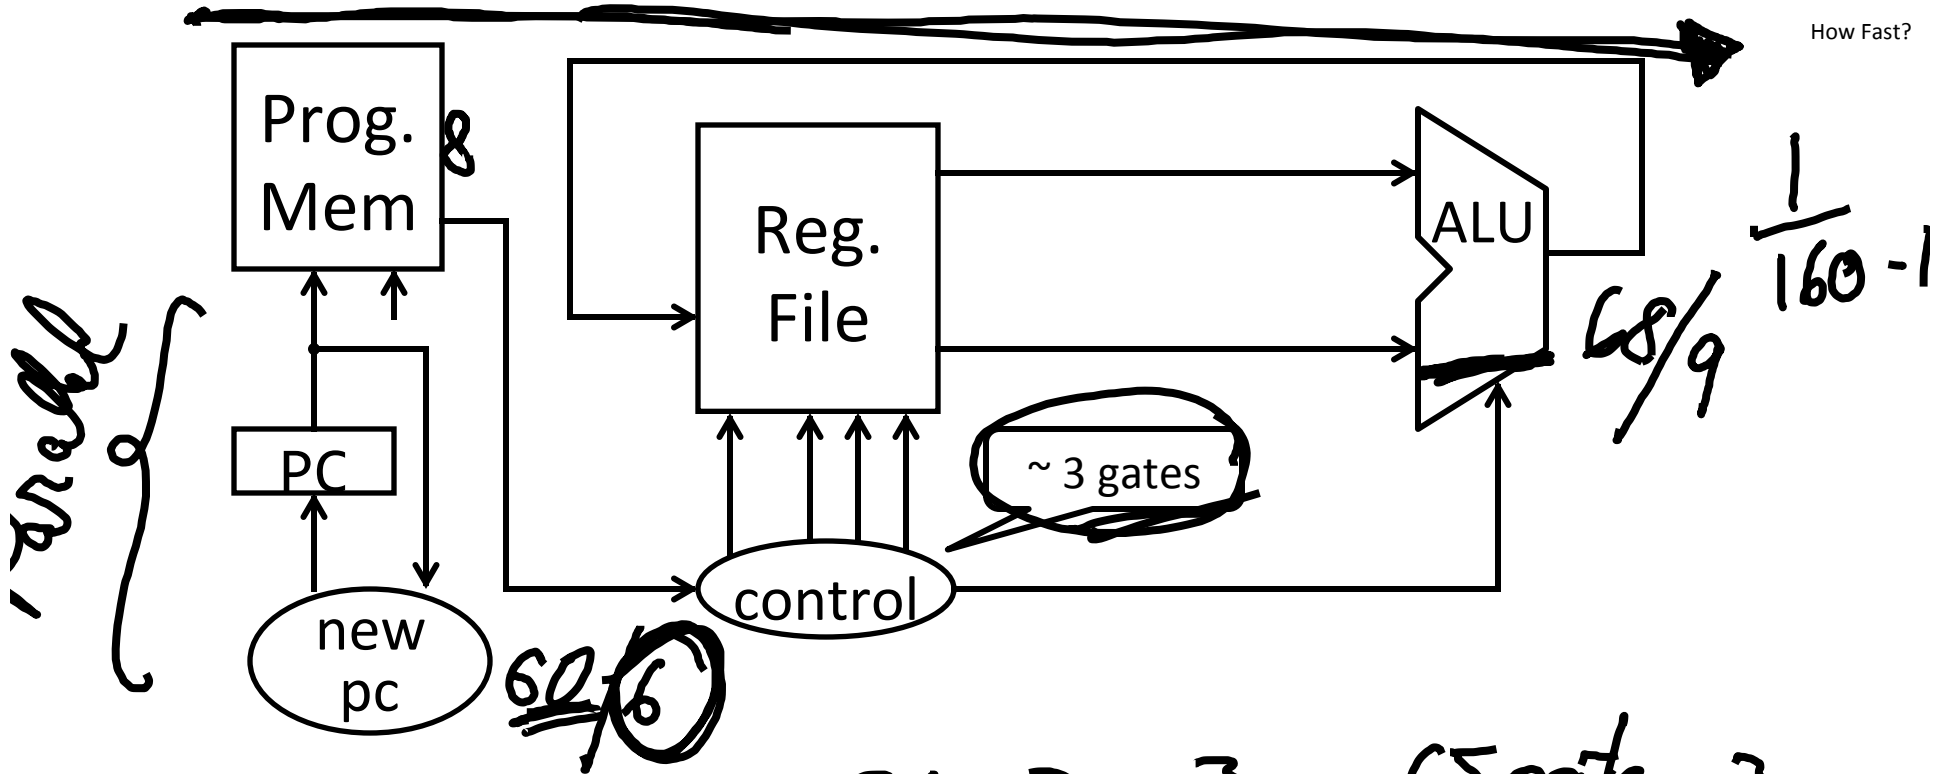 How Fast?
Prog.
Mem
8
Reg.
File
ALU
1
160 -
68/9
PC
~ 3 gates
control
new
pc
60/6